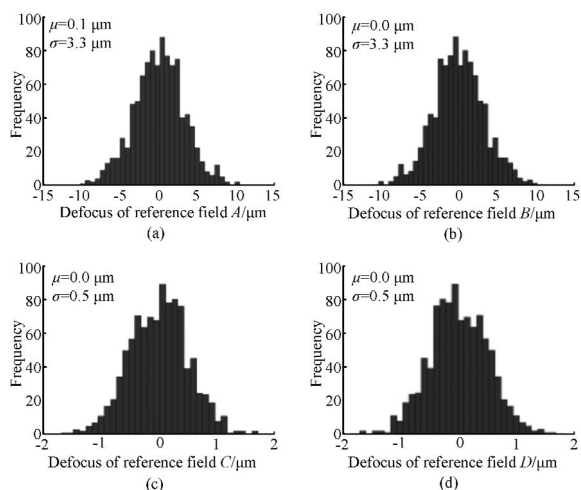 μ=0.1 μm
σ=3.3 μm
100
80
60
40
20
0
Frequency
-15 -10 -5 0 5 10 15
Defocus of reference field A/μm
(a)
μ=0.0 μm
σ=3.3 μm
100
80
60
40
20
0
Frequency
-15 -10 -5 0 5 10 15
Defocus of reference field B/μm
(b)
μ=0.0 μm
σ=0.5 μm
100
80
60
40
20
0
Frequency
-2 -1 0 1 2
Defocus of reference field C/μm
(c)
μ=0.0 μm
σ=0.5 μm
100
80
60
40
20
0
Frequency
-2 -1 0 1 2
Defocus of reference field D/μm
(d)